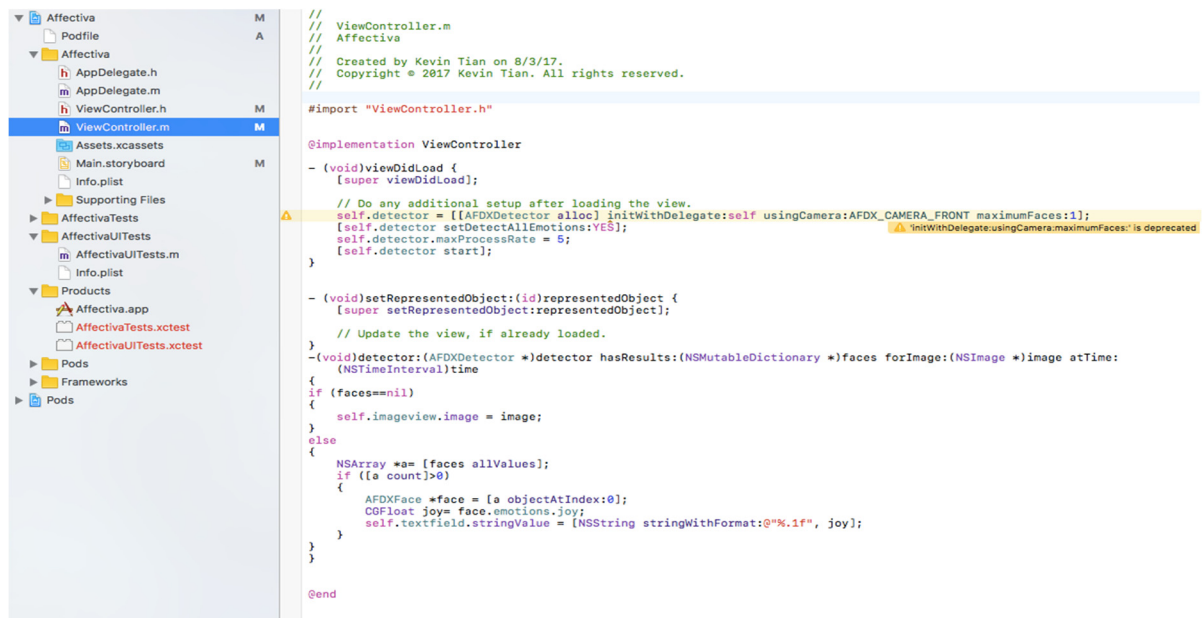 Affectiva M
Podfile A
Affectiva
h AppDelegate.h
m AppDelegate.m
h ViewController.h M
m ViewController.m M
Assets.xcassets
Main.storyboard M
Info.plist
Supporting Files
AffectivaTests
AffectivaUITests
m AffectivaUITests.m
Info.plist
Products
Affectiva.app
AffectivaTests.xctest
AffectivaUITests.xctest
Pods
Frameworks
Pods
//
// ViewController.m
// Affectiva
//
// Created by Kevin Tian on 8/3/17.
// Copyright © 2017 Kevin Tian. All rights reserved.
//
#import "ViewController.h"
@implementation ViewController
- (void)viewDidLoad {
[super viewDidLoad];
// Do any additional setup after loading the view.
self.detector = [[AFDXDetector alloc] initWithDelegate:self usingCamera:AFDX_CAMERA_FRONT maximumFaces:1];
[self.detector setDetectAllEmotions:YES];
'initWithDelegate:usingCamera:maximumFaces:' is deprecated
self.detector.maxProcessRate = 5;
[self.detector start];
}
- (void)setRepresentedObject:(id)representedObject {
[super setRepresentedObject:representedObject];
// Update the view, if already loaded.
}
-(void)detector:(AFDXDetector *)detector hasResults:(NSMutableDictionary *)faces forImage:(NSImage *)image atTime:
(NSTimeInterval)time
{
if (faces==nil)
{
self.imageview.image = image;
}
else
{
NSArray *a= [faces allValues];
if ([a count]>0)
{
AFDXFace *face = [a objectAtIndex:0];
CGFloat joy= face.emotions.joy;
self.textfield.stringValue = [NSString stringWithFormat:@"%.1f", joy];
}
}
}
@end